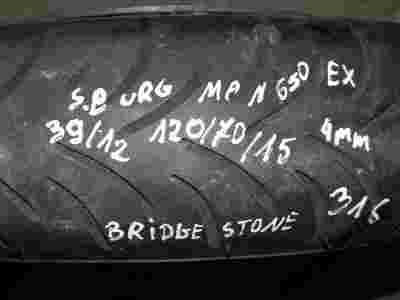 S.B URG MP N 650 EX
39/12 120/70/15 4mm
316
BRIDGE STONE